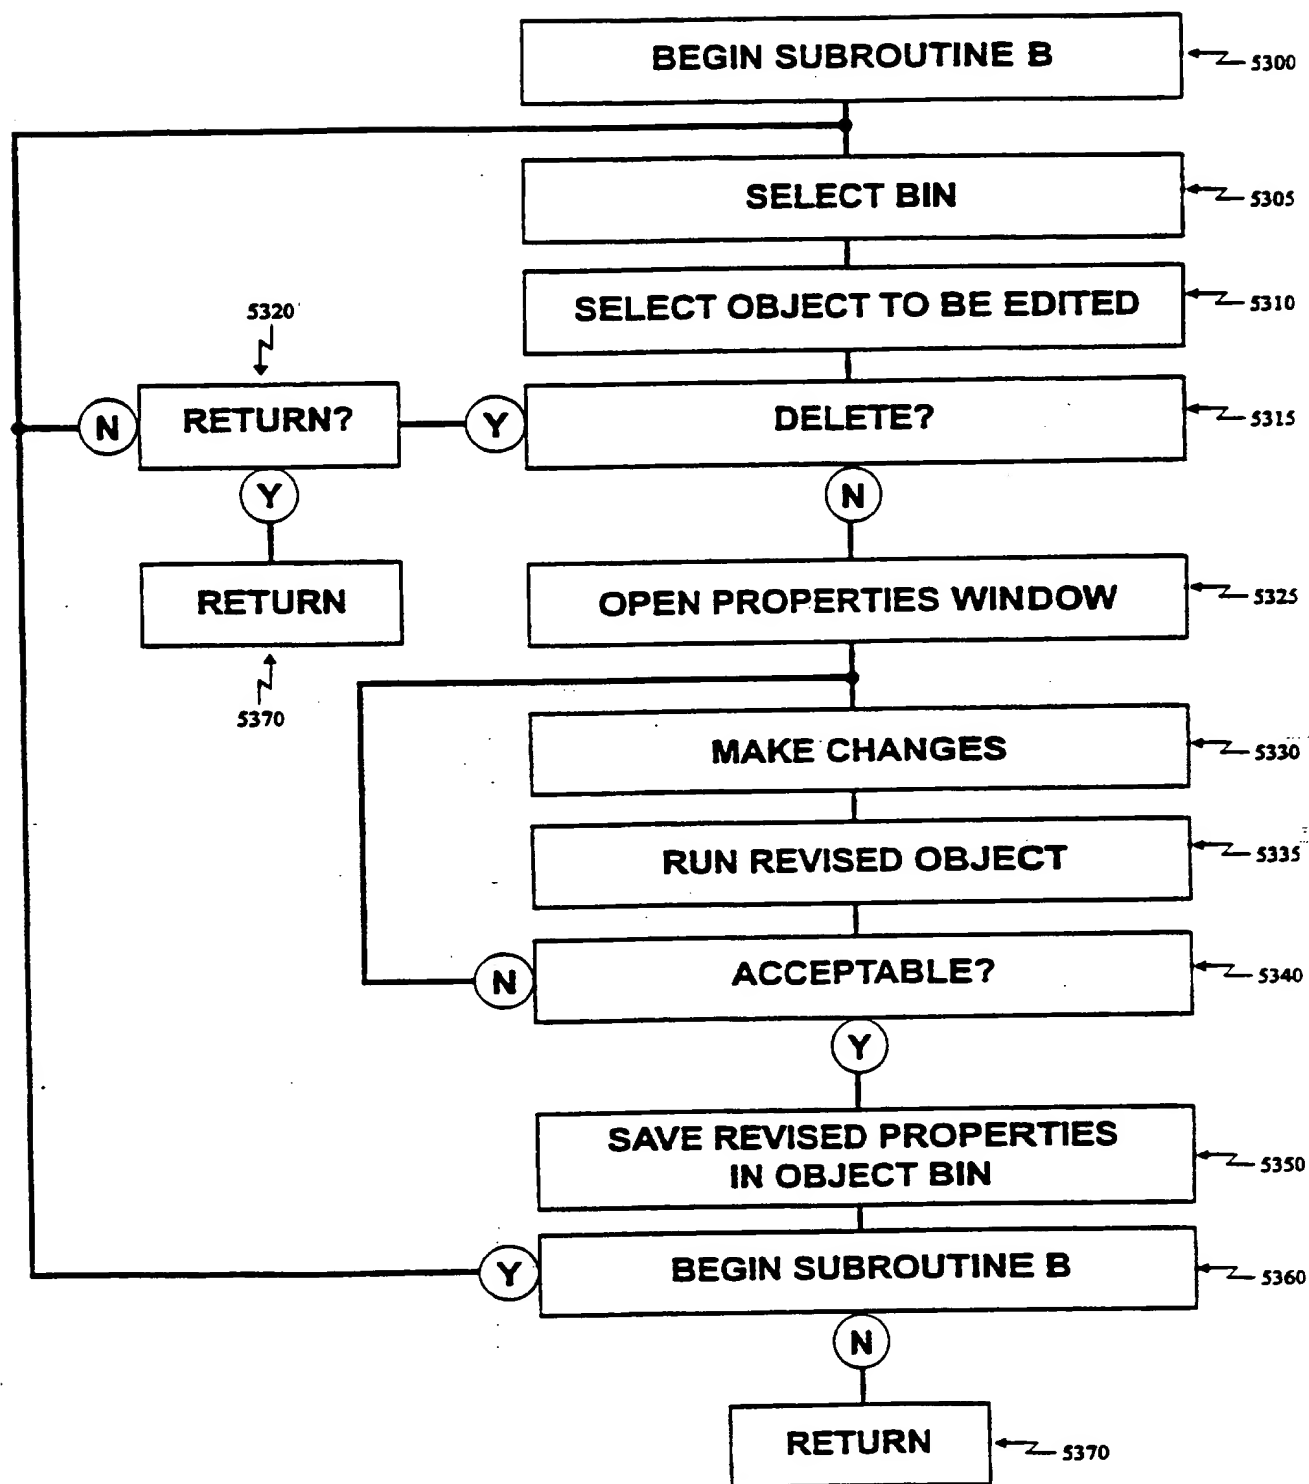 BEGIN SUBROUTINE B
5300
SELECT BIN
5305
SELECT OBJECT TO BE EDITED
5310
5320
N
RETURN?
Y
DELETE?
5315
Y
N
RETURN
OPEN PROPERTIES WINDOW
5325
5370
MAKE CHANGES
5330
RUN REVISED OBJECT
5335
N
ACCEPTABLE?
5340
Y
SAVE REVISED PROPERTIES
IN OBJECT BIN
5350
Y
BEGIN SUBROUTINE B
5360
N
RETURN
5370